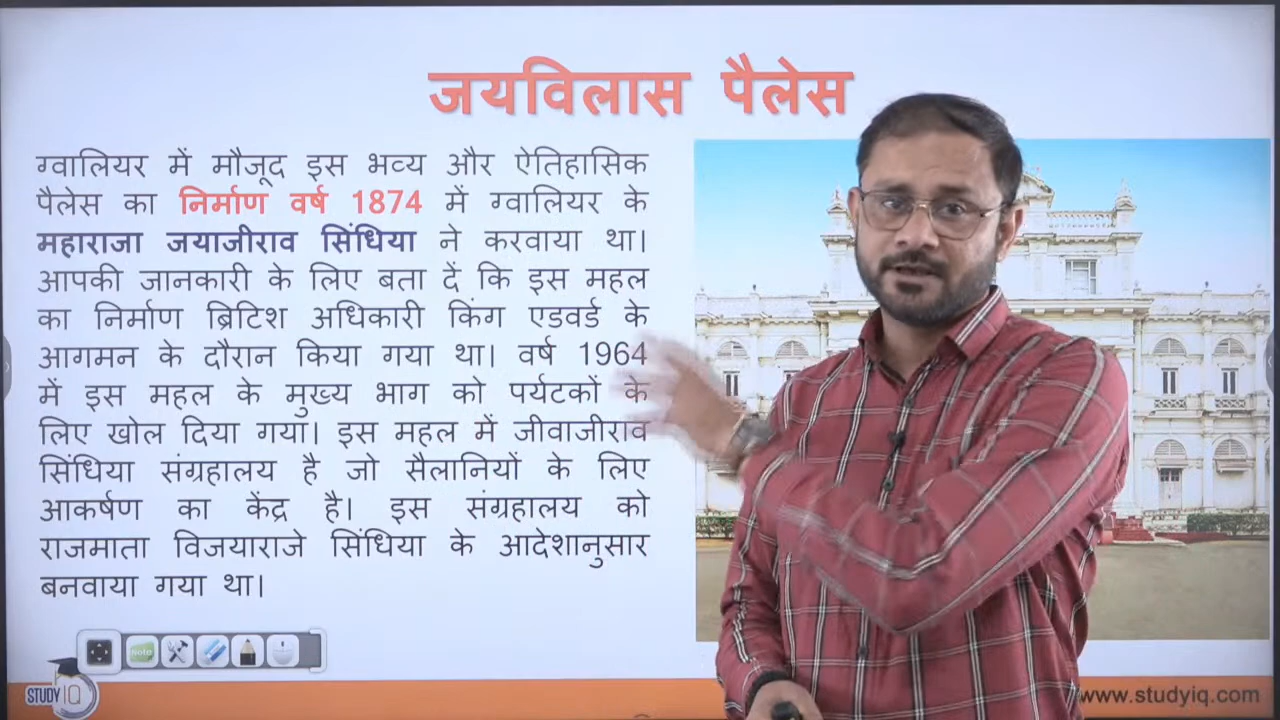 जयविलास पैलेस
ग्वालियर में मौजूद इस भव्य और ऐतिहासिक
पैलेस का निर्माण वर्ष 1874 में ग्वालियर के
महाराजा जयाजीराव सिंधिया ने करवाया था।
आपकी जानकारी के लिए बता दें कि इस महल
का निर्माण ब्रिटिश अधिकारी किंग एडवर्ड के
आगमन के दौरान किया गया था। वर्ष 1964
में इस महल के मुख्य भाग को पर्यटकों के
लिए खोल दिया गया। इस महल में जीवाजीराव
सिंधिया संग्रहालय है जो सैलानियों के लिए
आकर्षण का केंद्र है। इस संग्रहालय को
राजमाता विजयाराजे सिंधिया के आदेशानुसार
बनवाया गया था।
Note
STUDY IQ
www.studyiq.com